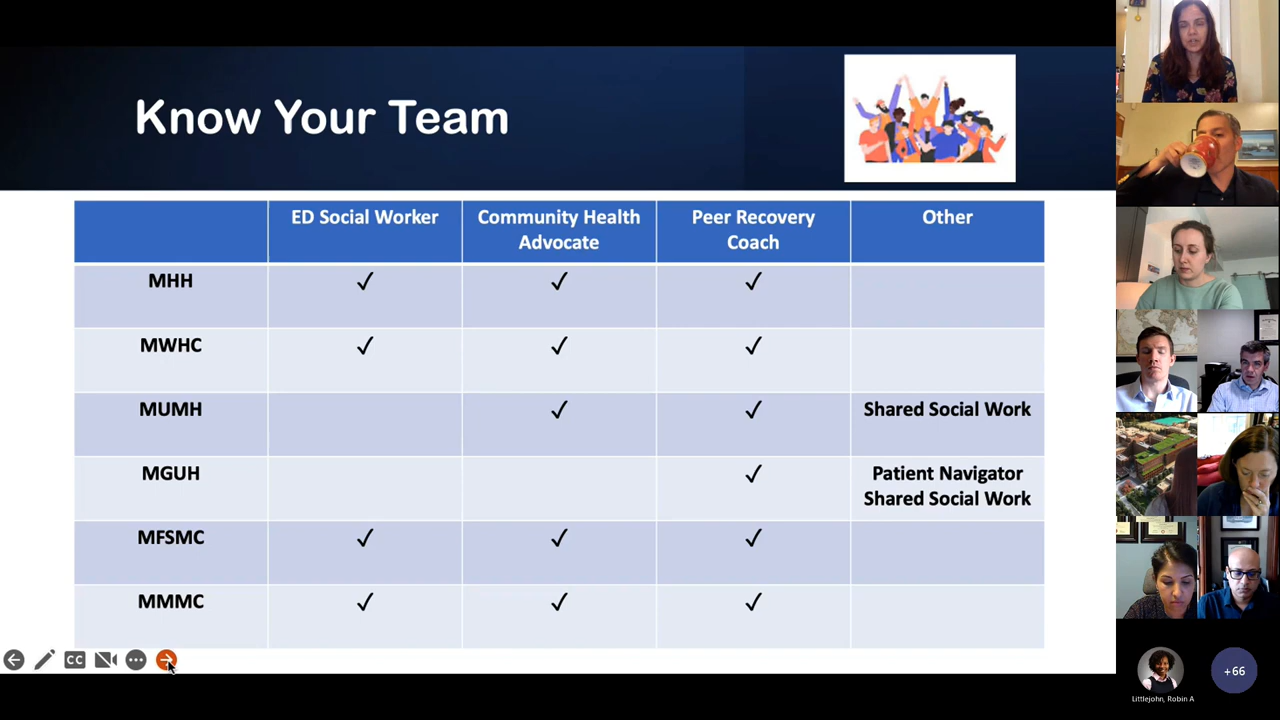 Know Your Team
ED Social Worker
Community Health
Advocate
Peer Recovery
Coach
Other
MHH
✓ ✓ ✓
MWHC
✓ ✓ ✓
MUMH
✓ ✓
Shared Social Work
MGUH
✓
Patient Navigator
Shared Social Work
MFSMC
✓ ✓ ✓
MMMC
✓ ✓ ✓
CC
Littlejohn, Robin A
+66